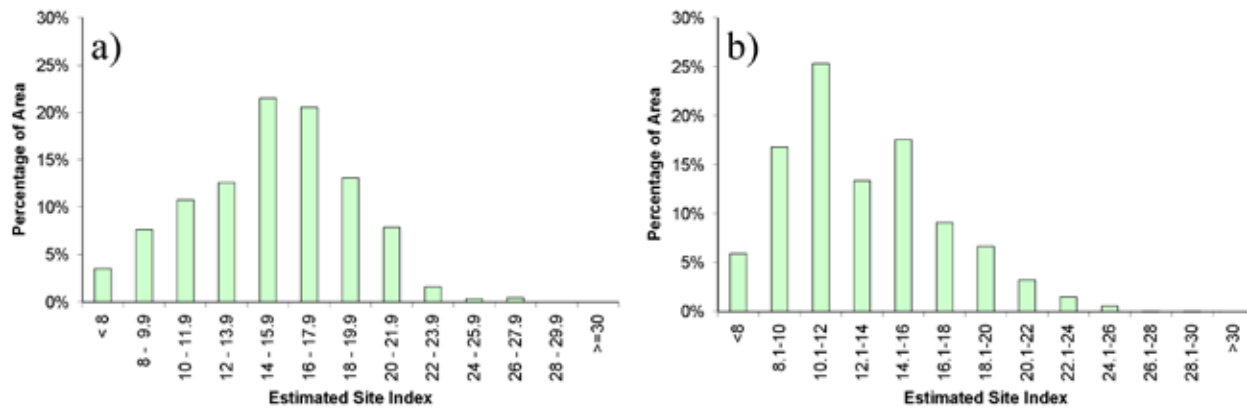 a)
Percentage of Area
30%
25%
20%
15%
10%
5%
0%
< 8
8 - 9.9
10 - 11.9
12 - 13.9
14 - 15.9
16 - 17.9
18 - 19.9
20 - 21.9
22 - 23.9
24 - 25.9
26 - 27.9
28 - 29.9
>=30
Estimated Site Index
b)
Percentage of Area
30%
25%
20%
15%
10%
5%
0%
<8
8.1-10
10.1-12
12.1-14
14.1-16
16.1-18
18.1-20
20.1-22
22.1-24
24.1-26
26.1-28
28.1-30
>30
Estimated Site Index